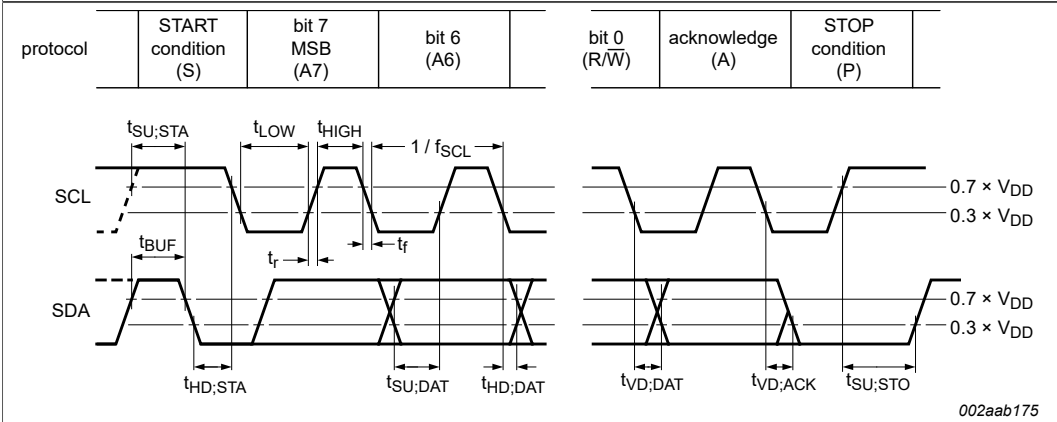 protocol
START
condition
(S)
bit 7
MSB
(A7)
bit 6
(A6)
bit 0
(R/W̅)
acknowledge
(A)
STOP
condition
(P)
tSU;STA
tLOW
tHIGH
1 / fSCL
SCL
0.7 × VDD
0.3 × VDD
tBUF
tr
tf
SDA
0.7 × VDD
0.3 × VDD
tHD;STA
tSU;DAT
tHD;DAT
tVD;DAT
tVD;ACK
tSU;STO
002aab175